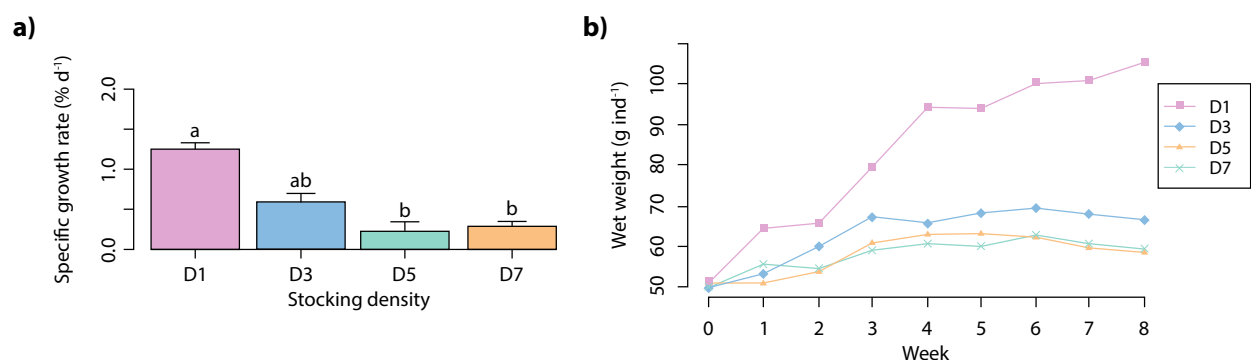 a)
Specific growth rate (% d⁻¹)
2.0
1.0
0.0
a
ab
b
b
D1 D3 D5 D7
Stocking density
b)
Wet weight (g ind⁻¹)
100
90
80
70
60
50
0 1 2 3 4 5 6 7 8
Week
D1
D3
D5
D7